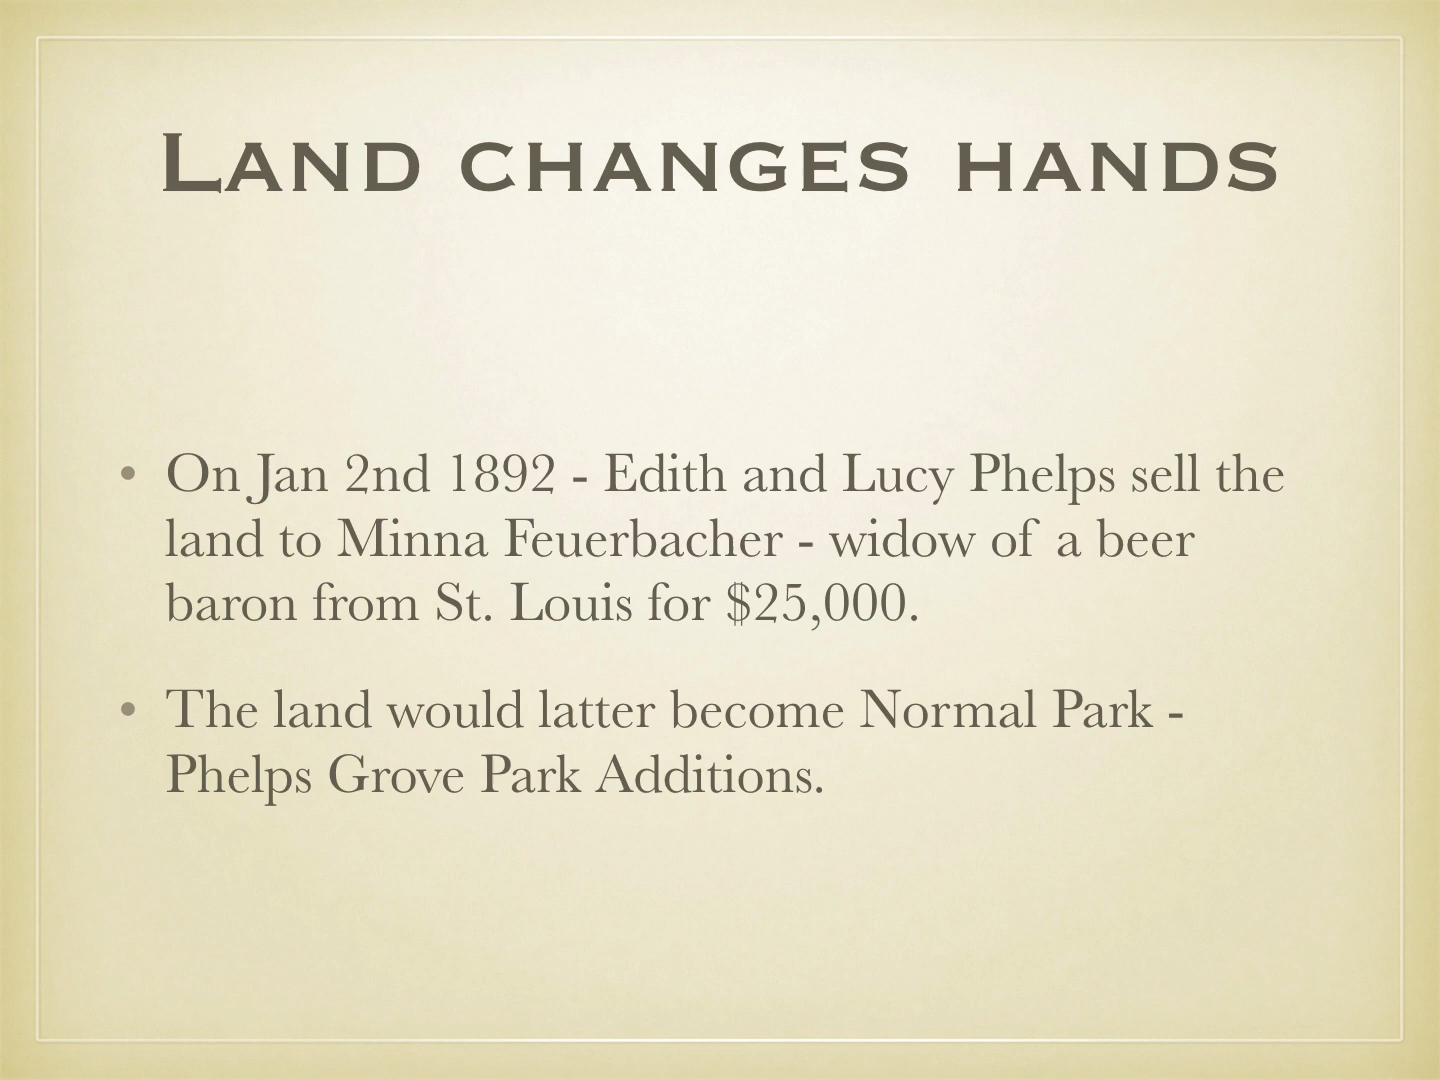 Land changes hands
• On Jan 2nd 1892 - Edith and Lucy Phelps sell the
land to Minna Feuerbacher - widow of a beer
baron from St. Louis for $25,000.
• The land would latter become Normal Park -
Phelps Grove Park Additions.